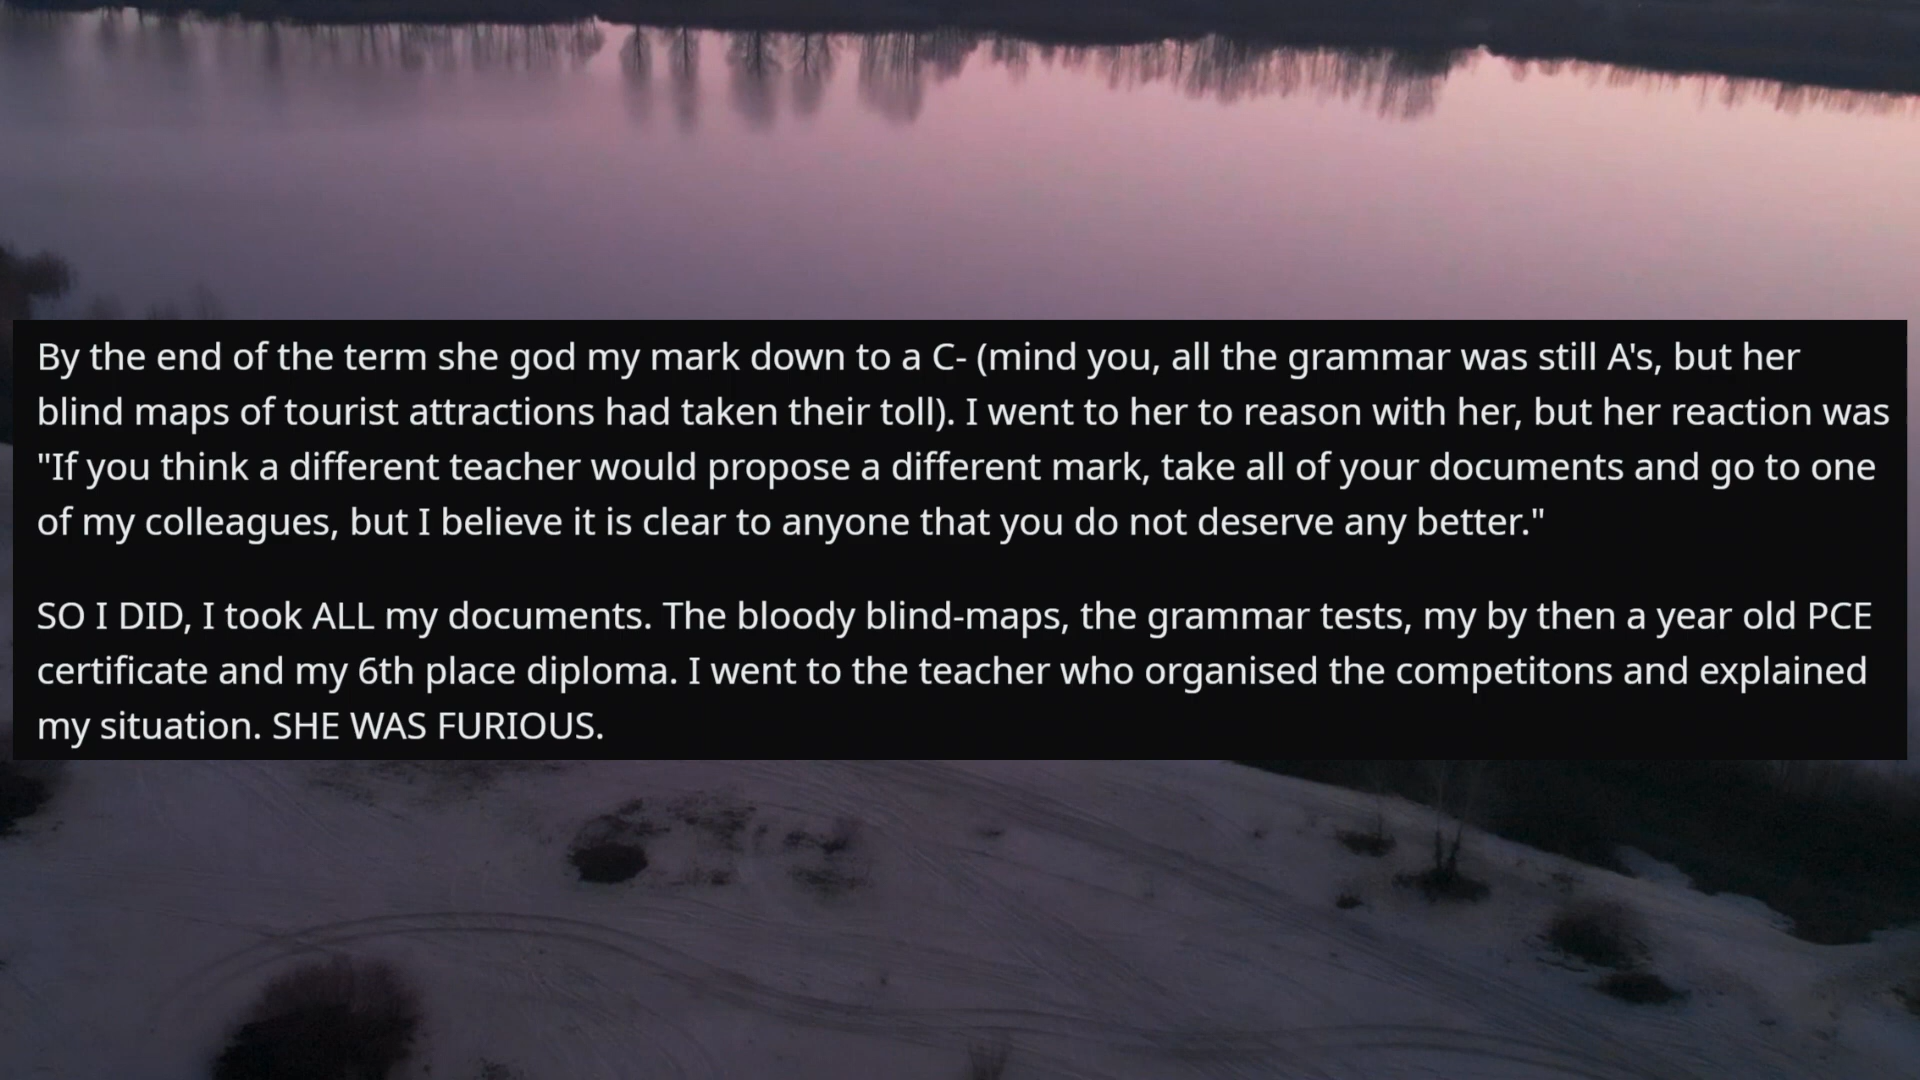 By the end of the term she god my mark down to a C- (mind you, all the grammar was still A's, but her
blind maps of tourist attractions had taken their toll). I went to her to reason with her, but her reaction was
"If you think a different teacher would propose a different mark, take all of your documents and go to one
of my colleagues, but I believe it is clear to anyone that you do not deserve any better."
SO I DID, I took ALL my documents. The bloody blind-maps, the grammar tests, my by then a year old PCE
certificate and my 6th place diploma. I went to the teacher who organised the competitons and explained
my situation. SHE WAS FURIOUS.